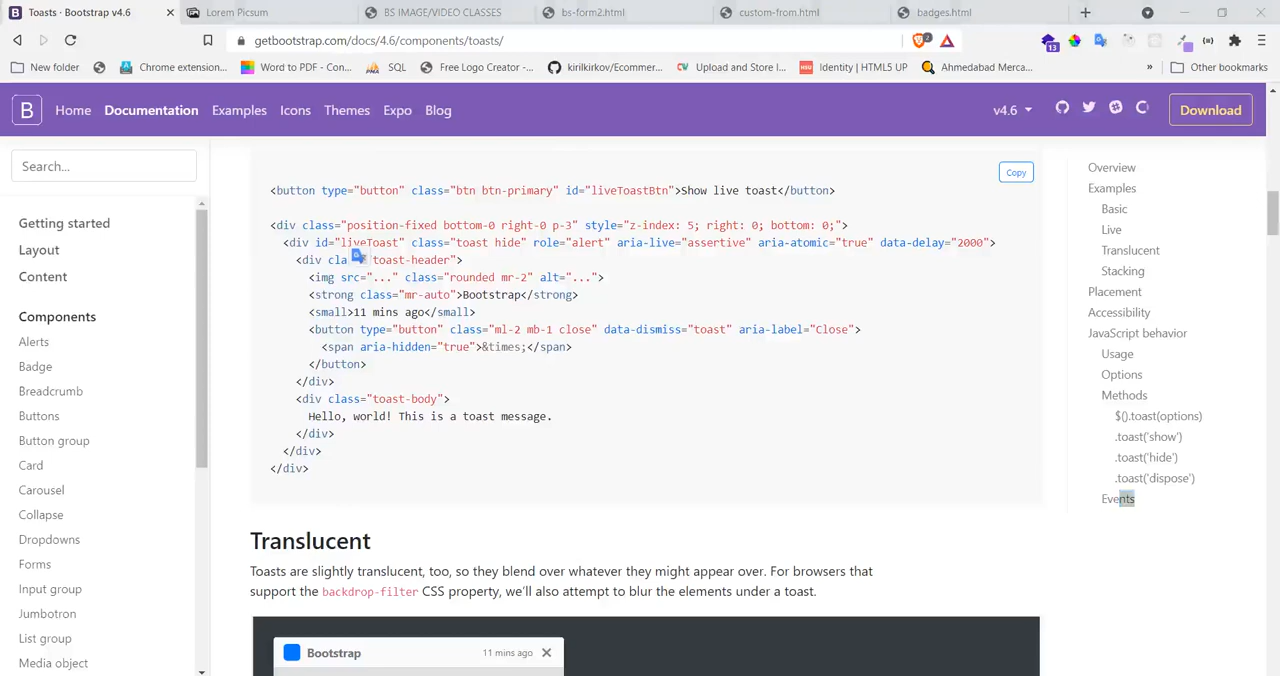 Toasts · Bootstrap v4.6
Lorem Picsum
BS IMAGE/VIDEO CLASSES
bs-form2.html
custom-from.html
badges.html
getbootstrap.com/docs/4.6/components/toasts/
2
13
New folder
Chrome extension...
Word to PDF - Con...
SQL
Free Logo Creator -...
kirilkirkov/Ecommer...
Upload and Store I...
Identity | HTML5 UP
Ahmedabad Merca...
»
Other bookmarks
B
Home
Documentation
Examples
Icons
Themes
Expo
Blog
v4.6
Download
Search...
Getting started
Layout
Content
Components
Alerts
Badge
Breadcrumb
Buttons
Button group
Card
Carousel
Collapse
Dropdowns
Forms
Input group
Jumbotron
List group
Media object
Copy
<button type="button" class="btn btn-primary" id="liveToastBtn">Show live toast</button>
<div class="position-fixed bottom-0 right-0 p-3" style="z-index: 5; right: 0; bottom: 0;">
<div id="liveToast" class="toast hide" role="alert" aria-live="assertive" aria-atomic="true" data-delay="2000">
<div cla toast-header">
<img src="..." class="rounded mr-2" alt="...">
<strong class="mr-auto">Bootstrap</strong>
<small>11 mins ago</small>
<button type="button" class="ml-2 mb-1 close" data-dismiss="toast" aria-label="Close">
<span aria-hidden="true">&times;</span>
</button>
</div>
<div class="toast-body">
Hello, world! This is a toast message.
</div>
</div>
</div>
Translucent
Toasts are slightly translucent, too, so they blend over whatever they might appear over. For browsers that
support the backdrop-filter CSS property, we'll also attempt to blur the elements under a toast.
Bootstrap
11 mins ago
Overview
Examples
Basic
Live
Translucent
Stacking
Placement
Accessibility
JavaScript behavior
Usage
Options
Methods
$().toast(options)
.toast('show')
.toast('hide')
.toast('dispose')
Events